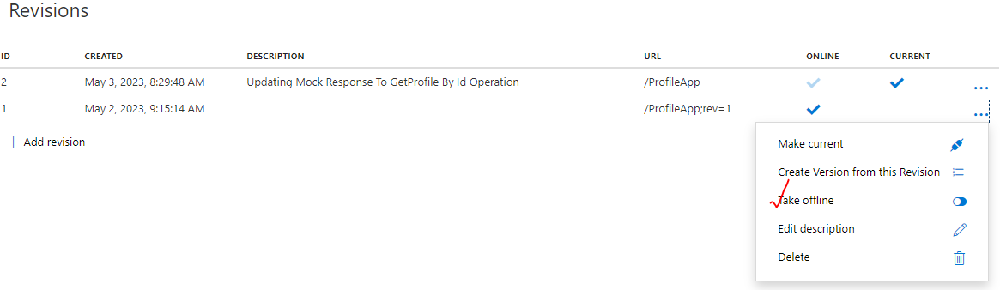 Revisions
ID CREATED DESCRIPTION URL ONLINE CURRENT
2 May 3, 2023, 8:29:48 AM Updating Mock Response To GetProfile By Id Operation /ProfileApp
1 May 2, 2023, 9:15:14 AM /ProfileApp;rev=1
Add revision
Make current
Create Version from this Revision
Take offline
Edit description
Delete